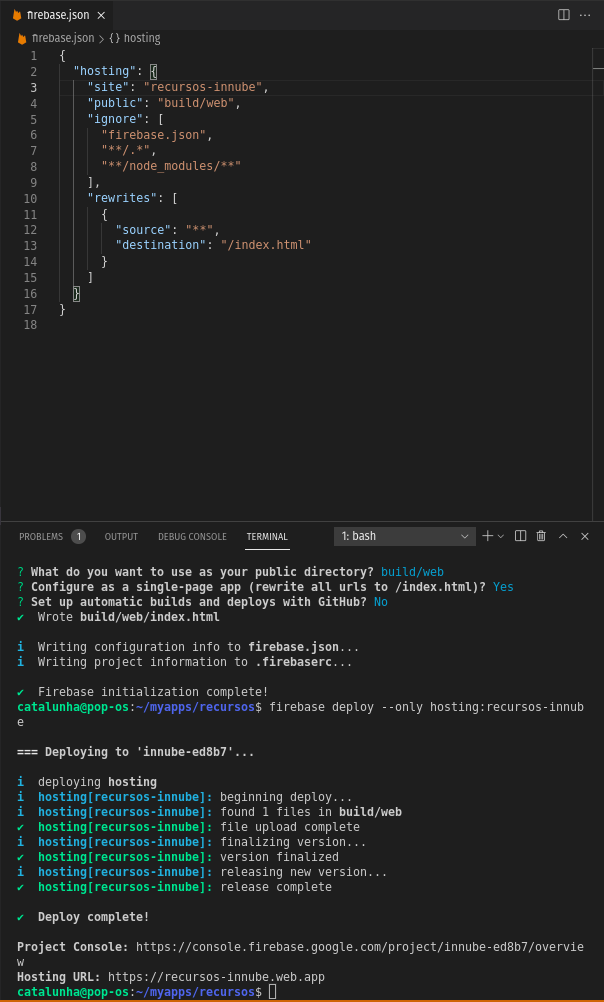 firebase.json
firebase.json > {} hosting
1 {
2 "hosting": {
3 "site": "recursos-innube",
4 "public": "build/web",
5 "ignore": [
6 "firebase.json",
7 "**/.*",
8 "**/node_modules/**"
9 ],
10 "rewrites": [
11 {
12 "source": "**",
13 "destination": "/index.html"
14 }
15 ]
16 }
17 }
18
PROBLEMS 1 OUTPUT DEBUG CONSOLE TERMINAL 1: bash
? What do you want to use as your public directory? build/web
? Configure as a single-page app (rewrite all urls to /index.html)? Yes
? Set up automatic builds and deploys with GitHub? No
✔ Wrote build/web/index.html
i Writing configuration info to firebase.json...
i Writing project information to .firebaserc...
✔ Firebase initialization complete!
catalunha@pop-os:~/myapps/recursos$ firebase deploy --only hosting:recursos-innub
e
=== Deploying to 'innube-ed8b7'...
i deploying hosting
i hosting[recursos-innube]: beginning deploy...
i hosting[recursos-innube]: found 1 files in build/web
✔ hosting[recursos-innube]: file upload complete
i hosting[recursos-innube]: finalizing version...
✔ hosting[recursos-innube]: version finalized
i hosting[recursos-innube]: releasing new version...
✔ hosting[recursos-innube]: release complete
✔ Deploy complete!
Project Console: https://console.firebase.google.com/project/innube-ed8b7/overvie
w
Hosting URL: https://recursos-innube.web.app
catalunha@pop-os:~/myapps/recursos$